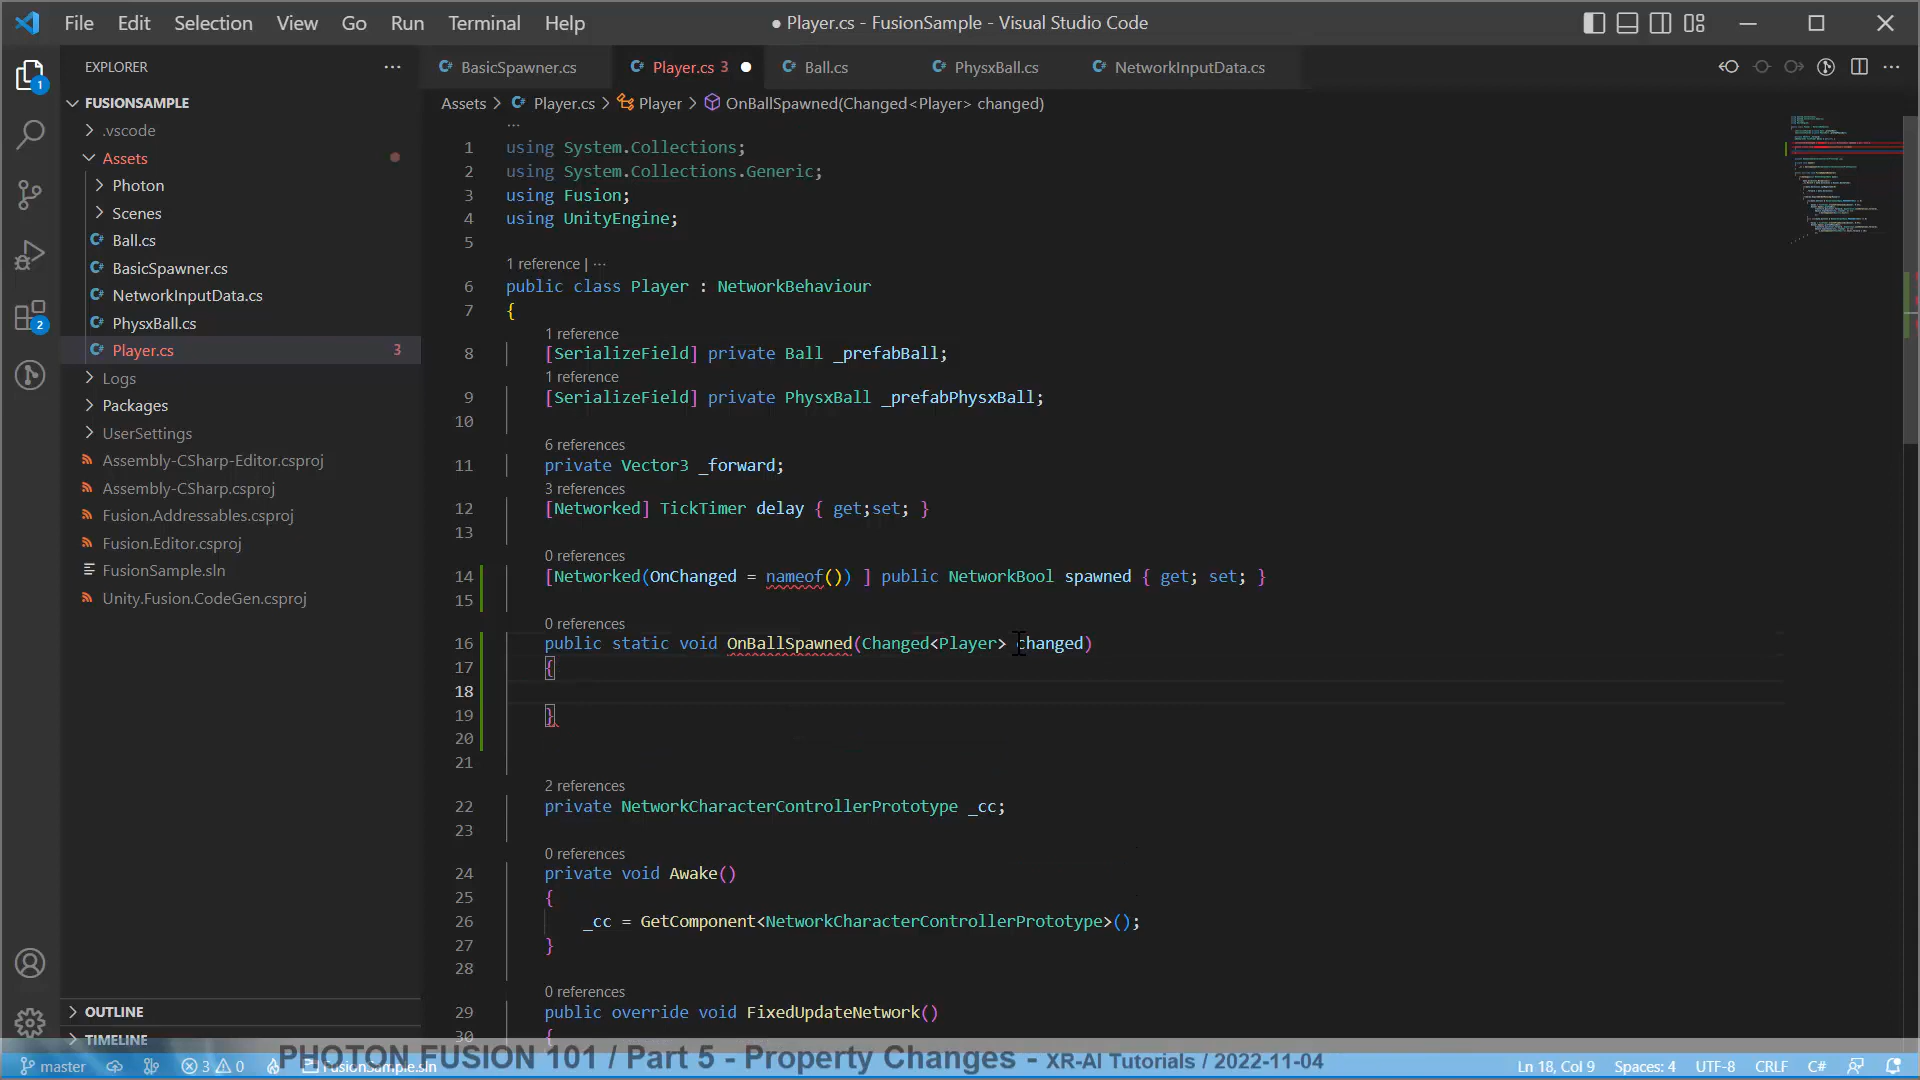 File Edit Selection View Go Run Terminal Help
● Player.cs - FusionSample - Visual Studio Code
EXPLORER ···
BasicSpawner.cs
Player.cs 3
Ball.cs
PhysxBall.cs
NetworkInputData.cs
Assets > Player.cs > Player > OnBallSpawned(Changed<Player> changed)
1
FUSIONSAMPLE
.vscode
Assets
Photon
Scenes
Ball.cs
BasicSpawner.cs
NetworkInputData.cs
PhysxBall.cs
Player.cs 3
Logs
Packages
UserSettings
Assembly-CSharp-Editor.csproj
Assembly-CSharp.csproj
Fusion.Addressables.csproj
Fusion.Editor.csproj
FusionSample.sln
Unity.Fusion.CodeGen.csproj
2
OUTLINE
TIMELINE
1 using System.Collections;
2 using System.Collections.Generic;
3 using Fusion;
4 using UnityEngine;
5
1 reference | ···
6 public class Player : NetworkBehaviour
7 {
1 reference
8 [SerializeField] private Ball _prefabBall;
1 reference
9 [SerializeField] private PhysxBall _prefabPhysxBall;
10
6 references
11 private Vector3 _forward;
3 references
12 [Networked] TickTimer delay { get;set; }
13
0 references
14 [Networked(OnChanged = nameof()) ] public NetworkBool spawned { get; set; }
15
0 references
16 public static void OnBallSpawned(Changed<Player> changed)
17 {
18
19 }
20
21
2 references
22 private NetworkCharacterControllerPrototype _cc;
23
0 references
24 private void Awake()
25 {
26 _cc = GetComponent<NetworkCharacterControllerPrototype>();
27 }
28
0 references
29 public override void FixedUpdateNetwork()
30 {
master 3 0 FusionSample.sln
PHOTON FUSION 101 / Part 5 - Property Changes - XR-AI Tutorials / 2022-11-04
Ln 18, Col 9 Spaces: 4 UTF-8 CRLF C#